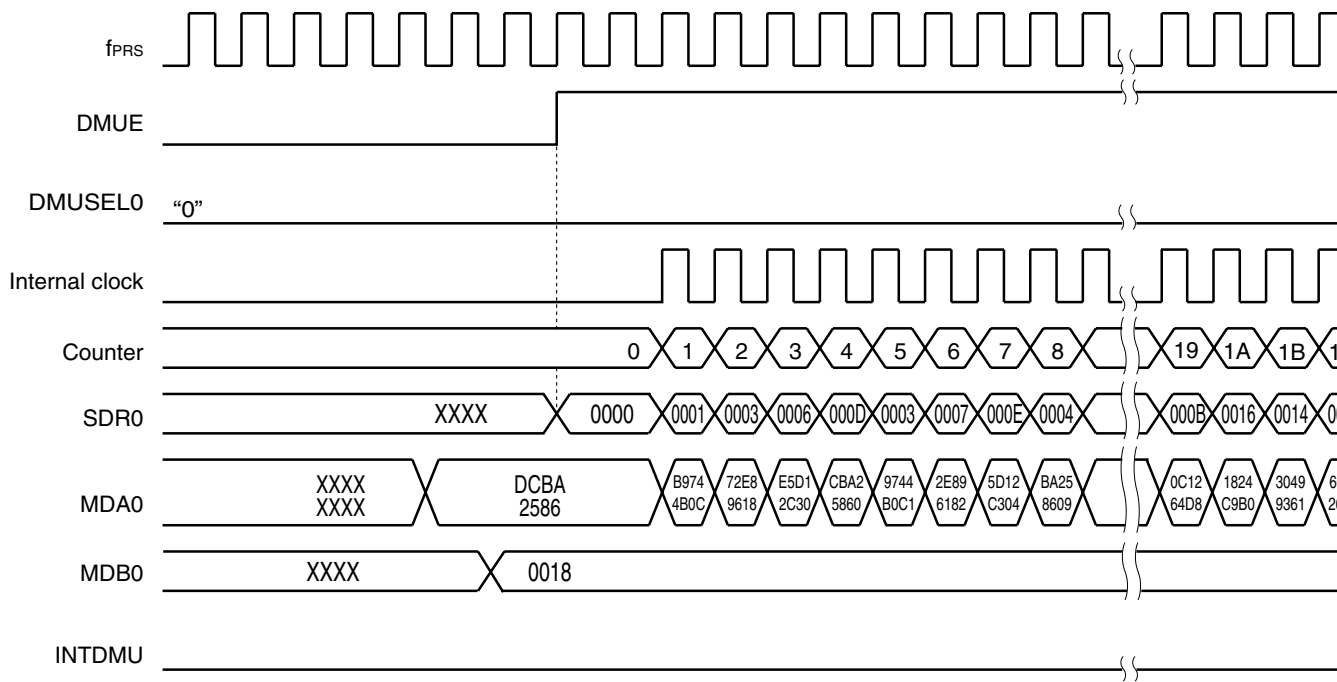 fPRS
DMUE
DMUSEL0 “0”
Internal clock
Counter 0 1 2 3 4 5 6 7 8 19 1A 1B 1
SDR0 XXXX 0000 0001 0003 0006 000D 0003 0007 000E 0004 000B 0016 0014
MDA0
XXXX DCBA B974 72E8 E5D1 CBA2 9744 2E89 5D12 BA25 0C12 1824 3049
XXXX 2586 4B0C 9618 2C30 5860 B0C1 6182 C304 8609 64D8 C9B0 9361
MDB0 XXXX 0018
INTDMU